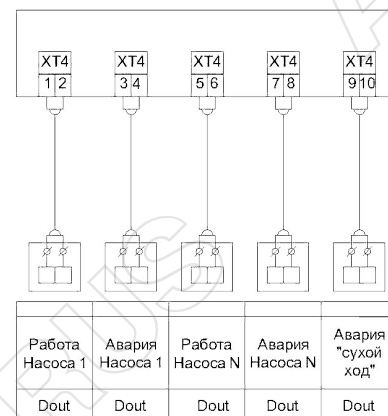 XT4 XT4 XT4 XT4 XT4
1 2 3 4 5 6 7 8 9 10
Работа Насоса 1
Авария Насоса 1
Работа Насоса N
Авария Насоса N
Авария "сухой ход"
Dout Dout Dout Dout Dout